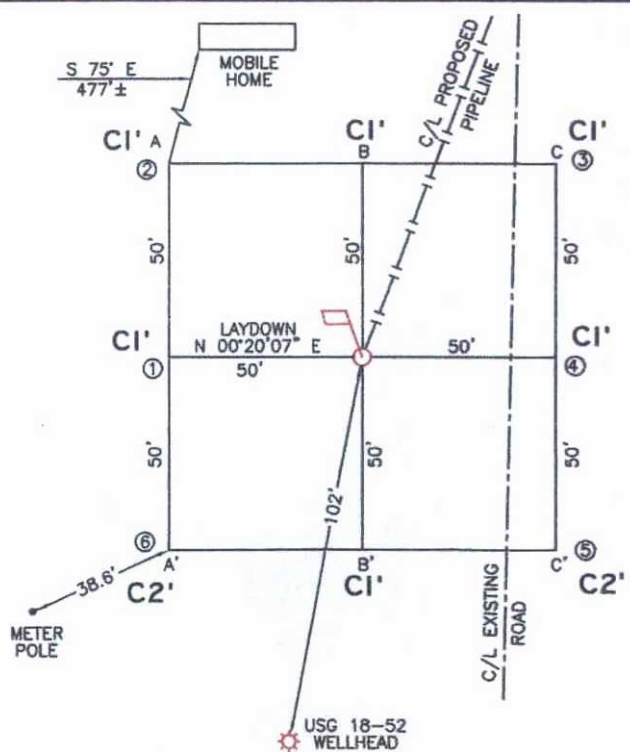 MOBILE
HOME
S 75° E
477'±
C/L PROPOSED
PIPELINE
C1'
A
②
C1'
B
C1'
C
③
50'
50'
50'
LAYDOWN
N 00°20'07" E
50'
50'
C1'
①
C1'
④
50'
50'
50'
102'
⑥
A'
C2'
B'
C1'
C'
⑤
C2'
38.6'
METER
POLE
C/L EXISTING
ROAD
USG 18-52
WELLHEAD